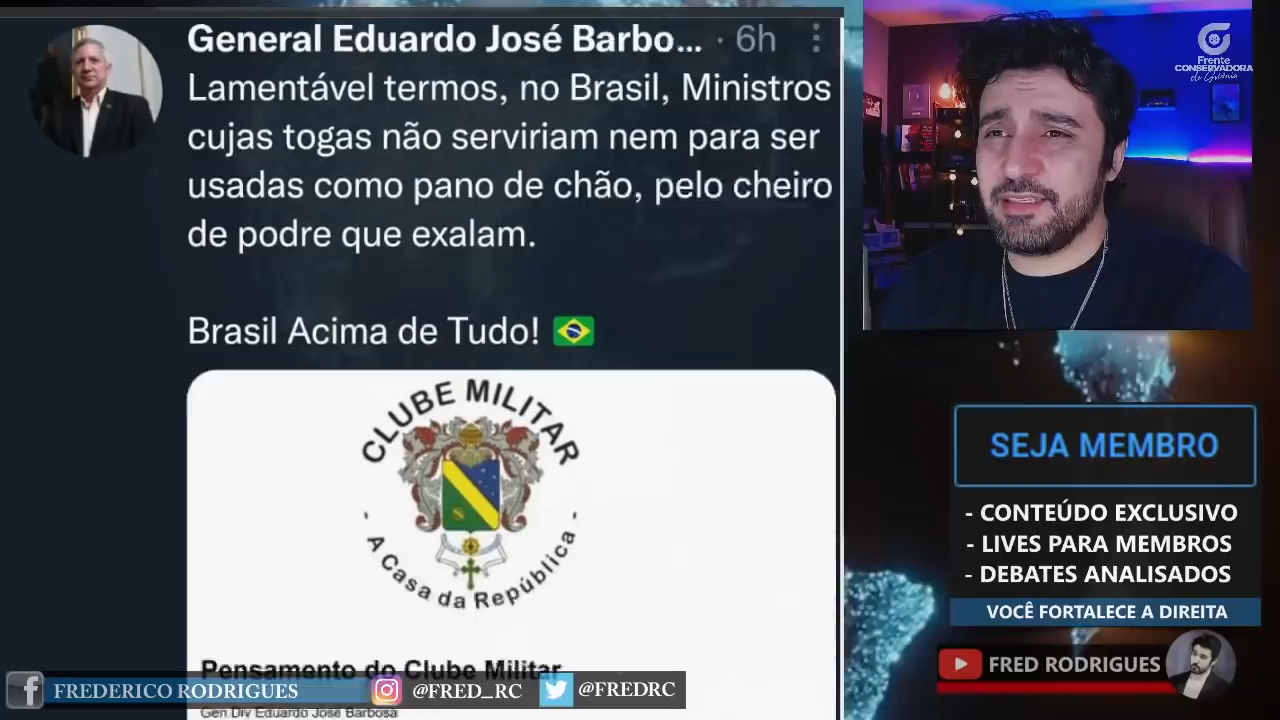 General Eduardo José Barbo... · 6h
Lamentável termos, no Brasil, Ministros
cujas togas não serviriam nem para ser
usadas como pano de chão, pelo cheiro
de podre que exalam.
Brasil Acima de Tudo!
CLUBE MILITAR
- A Casa da República -
Pensamento do Clube Militar
Gen Div Eduardo José Barbosa
FREDERICO RODRIGUES
@FRED_RC
@FREDRC
Frente
CONSERVADORA
de Goiânia
SEJA MEMBRO
- CONTEÚDO EXCLUSIVO
- LIVES PARA MEMBROS
- DEBATES ANALISADOS
VOCÊ FORTALECE A DIREITA
FRED RODRIGUES